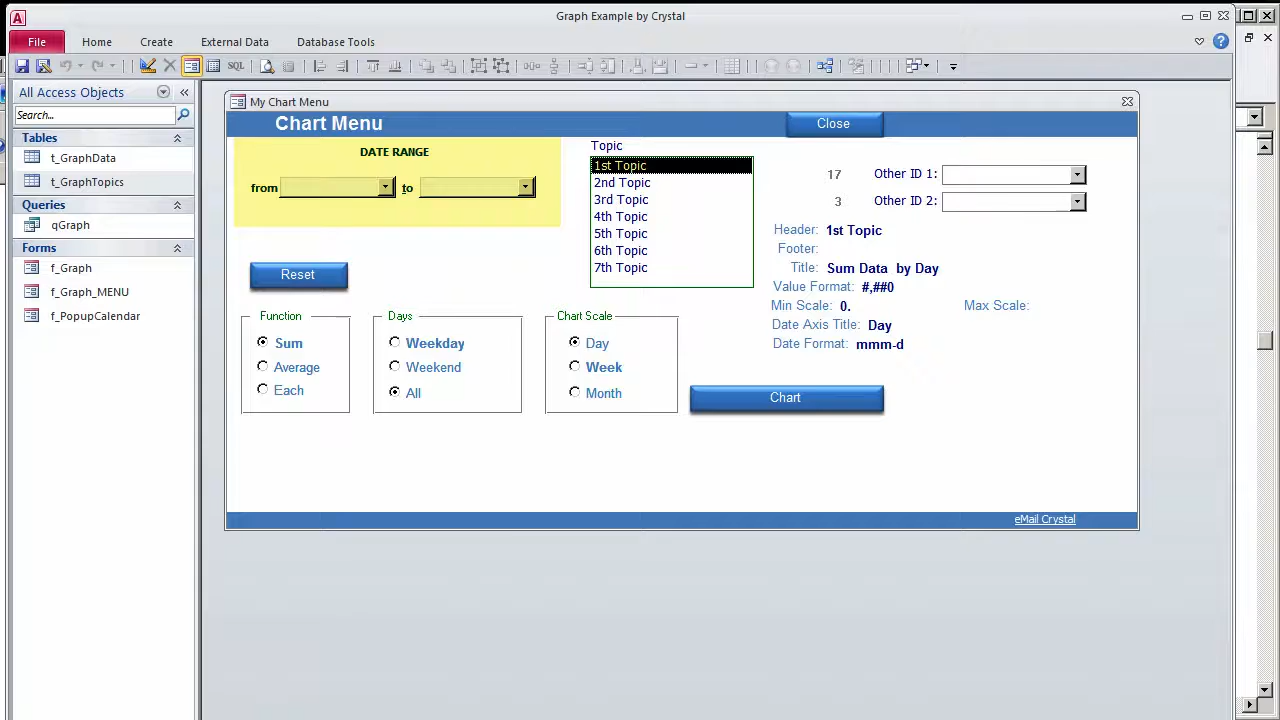 Graph Example by Crystal
File Home Create External Data Database Tools
SQL
All Access Objects
Search...
Tables
t_GraphData
t_GraphTopics
Queries
qGraph
Forms
f_Graph
f_Graph_MENU
f_PopupCalendar
My Chart Menu
Chart Menu
Close
DATE RANGE
from
to
Reset
Topic
1st Topic
2nd Topic
3rd Topic
4th Topic
5th Topic
6th Topic
7th Topic
17 Other ID 1:
3 Other ID 2:
Header: 1st Topic
Footer:
Title: Sum Data by Day
Value Format: #,##0
Min Scale: 0. Max Scale:
Date Axis Title: Day
Date Format: mmm-d
Function
Sum
Average
Each
Days
Weekday
Weekend
All
Chart Scale
Day
Week
Month
Chart
eMail Crystal